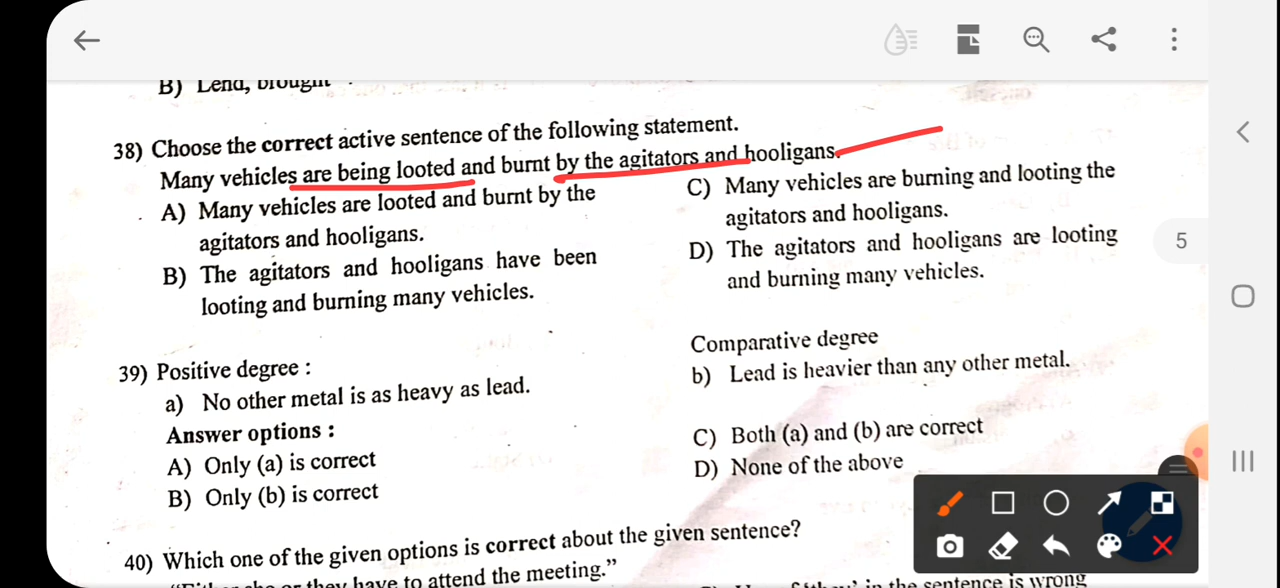 B) Lend, brought
38) Choose the correct active sentence of the following statement.
Many vehicles are being looted and burnt by the agitators and hooligans.
A) Many vehicles are looted and burnt by the
agitators and hooligans.
B) The agitators and hooligans have been
looting and burning many vehicles.
C) Many vehicles are burning and looting the
agitators and hooligans.
D) The agitators and hooligans are looting
and burning many vehicles.
5
39) Positive degree :
a) No other metal is as heavy as lead.
Comparative degree
b) Lead is heavier than any other metal.
Answer options :
A) Only (a) is correct
B) Only (b) is correct
C) Both (a) and (b) are correct
D) None of the above
40) Which one of the given options is correct about the given sentence?
or they have to attend the meeting.”
in the sentence is wrong